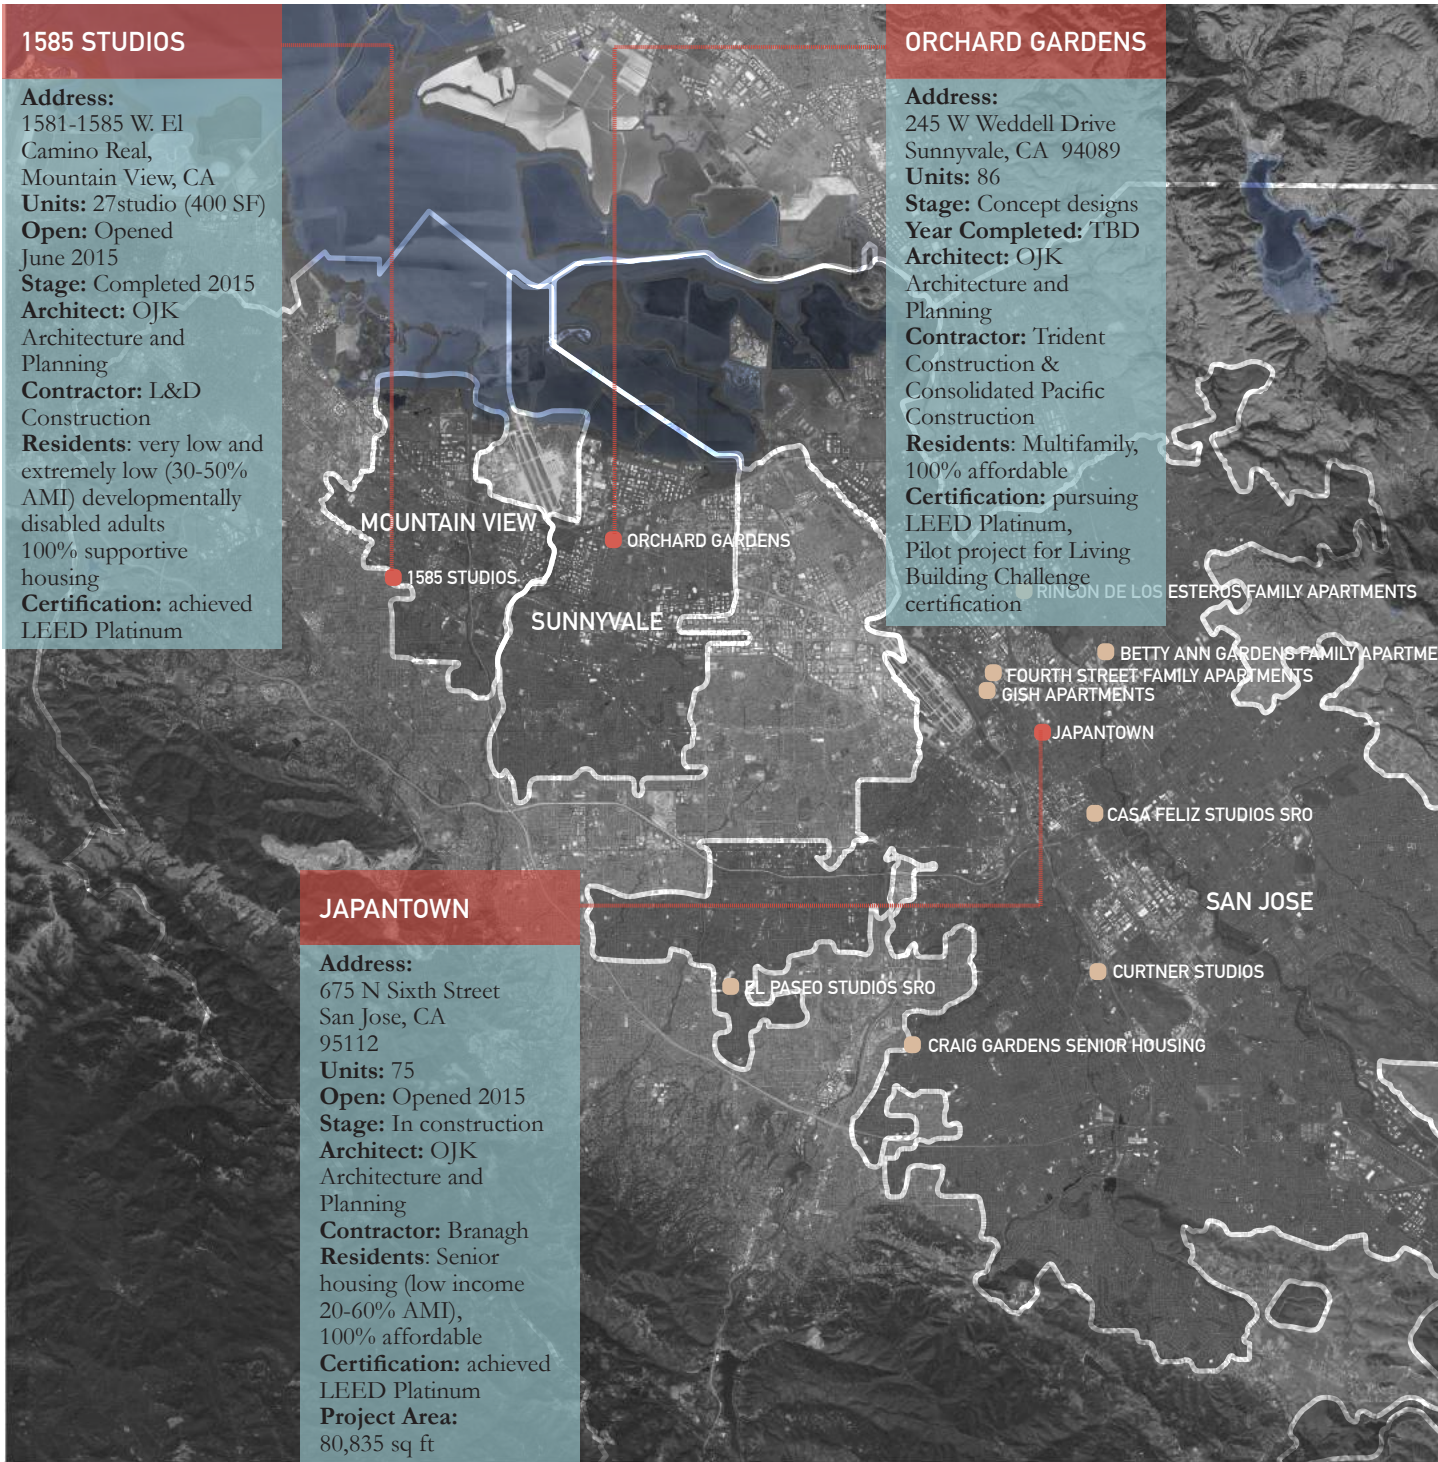 1585 STUDIOS
Address:
1581-1585 W. El
Camino Real,
Mountain View, CA
Units: 27studio (400 SF)
Open: Opened
June 2015
Stage: Completed 2015
Architect: OJK
Architecture and
Planning
Contractor: L&D
Construction
Residents: very low and
extremely low (30-50%
AMI) developmentally
disabled adults
100% supportive
housing
Certification: achieved
LEED Platinum
ORCHARD GARDENS
Address:
245 W Weddell Drive
Sunnyvale, CA 94089
Units: 86
Stage: Concept designs
Year Completed: TBD
Architect: OJK
Architecture and
Planning
Contractor: Trident
Construction &
Consolidated Pacific
Construction
Residents: Multifamily,
100% affordable
Certification: pursuing
LEED Platinum,
Pilot project for Living
Building Challenge
certification
MOUNTAIN VIEW
ORCHARD GARDENS
1585 STUDIOS
SUNNYVALE
RINCON DE LOS ESTEROS FAMILY APARTMENTS
BETTY ANN GARDENS FAMILY APARTME
FOURTH STREET FAMILY APARTMENTS
GISH APARTMENTS
JAPANTOWN
CASA FELIZ STUDIOS SRO
SAN JOSE
CURTNER STUDIOS
EL PASEO STUDIOS SRO
CRAIG GARDENS SENIOR HOUSING
JAPANTOWN
Address:
675 N Sixth Street
San Jose, CA
95112
Units: 75
Open: Opened 2015
Stage: In construction
Architect: OJK
Architecture and
Planning
Contractor: Branagh
Residents: Senior
housing (low income
20-60% AMI),
100% affordable
Certification: achieved
LEED Platinum
Project Area:
80,835 sq ft